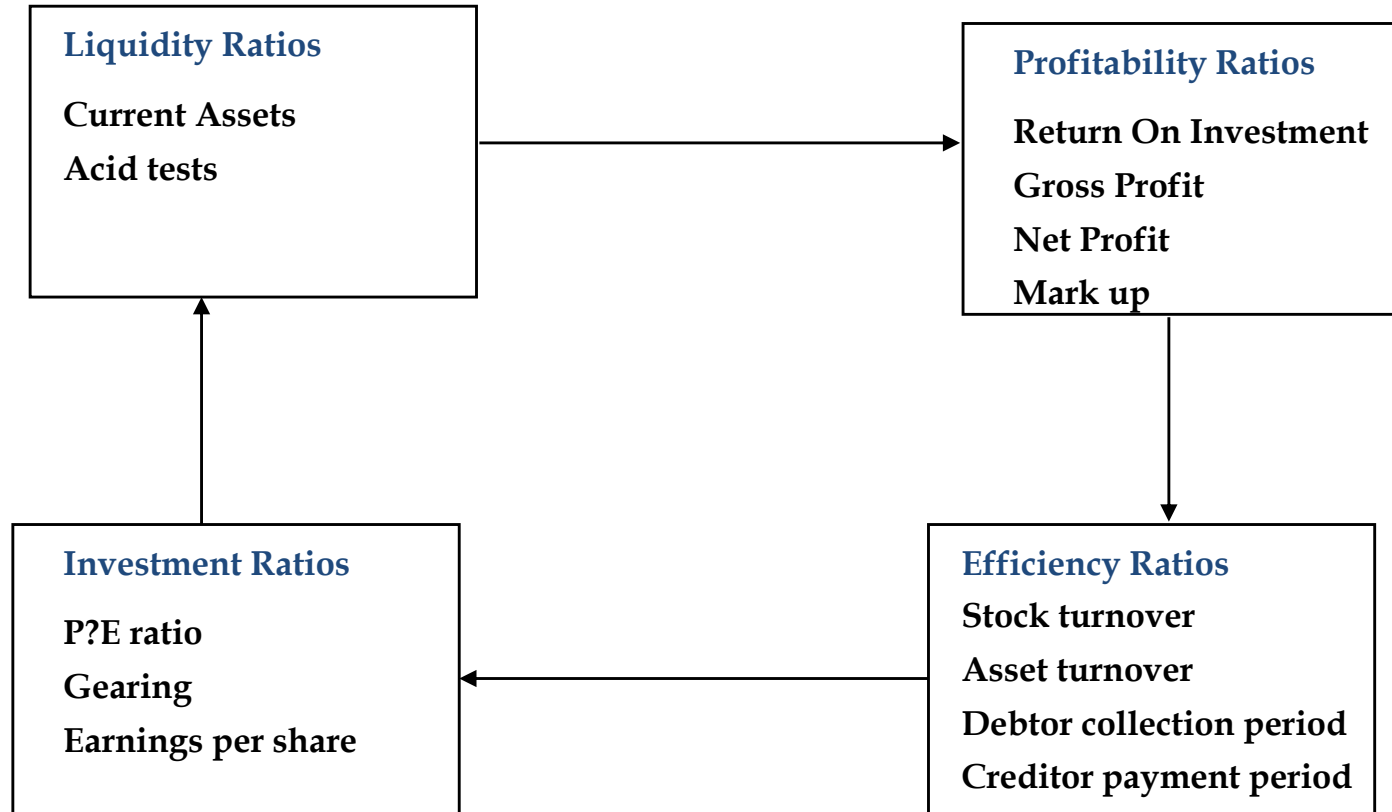 Liquidity Ratios
Current Assets
Acid tests
Profitability Ratios
Return On Investment
Gross Profit
Net Profit
Mark up
Investment Ratios
P?E ratio
Gearing
Earnings per share
Efficiency Ratios
Stock turnover
Asset turnover
Debtor collection period
Creditor payment period